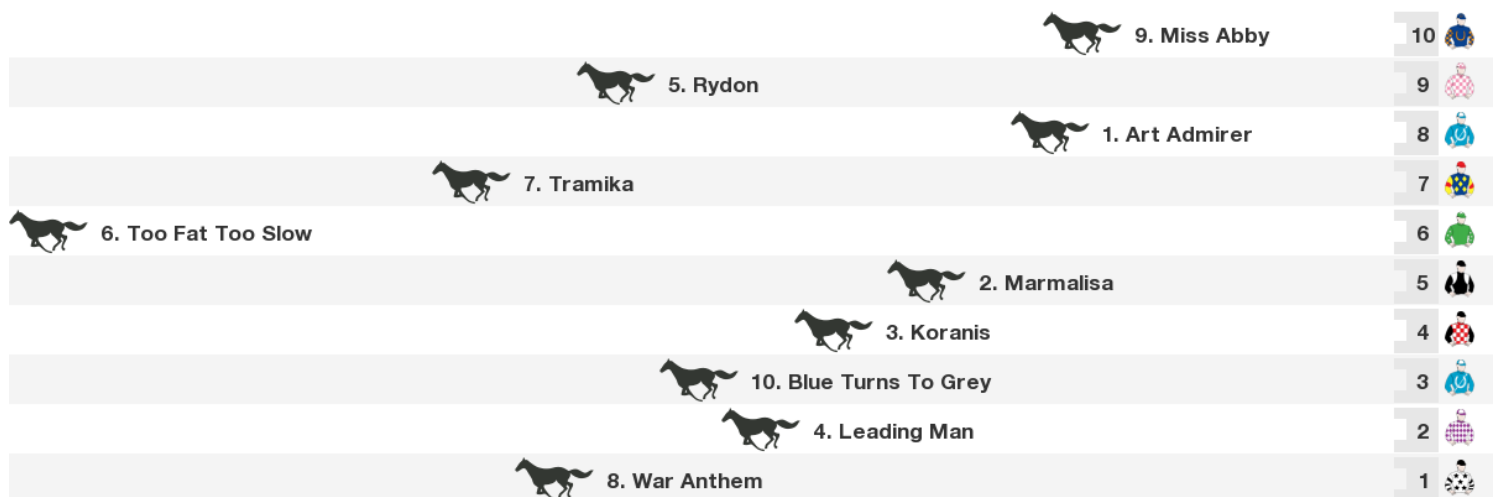 9. Miss Abby 10
5. Rydon 9
1. Art Admirer 8
7. Tramika 7
6. Too Fat Too Slow 6
2. Marmalisa 5
3. Koranis 4
10. Blue Turns To Grey 3
4. Leading Man 2
8. War Anthem 1